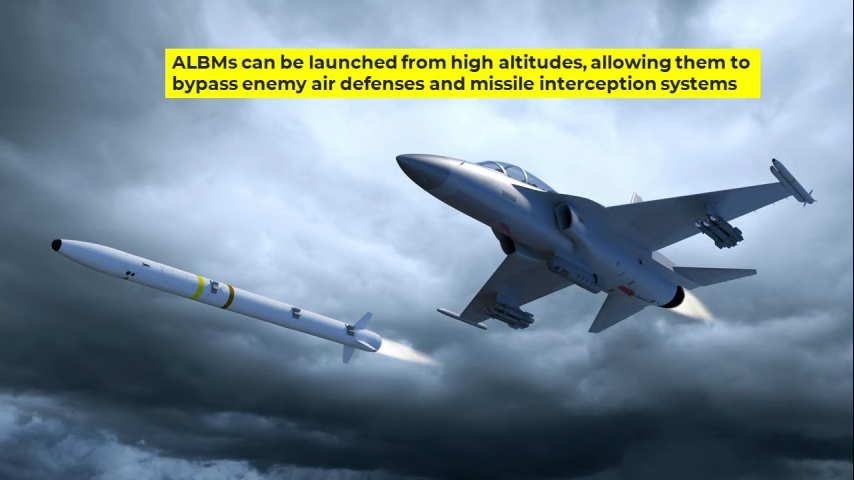 ALBMs can be launched from high altitudes, allowing them to
bypass enemy air defenses and missile interception systems